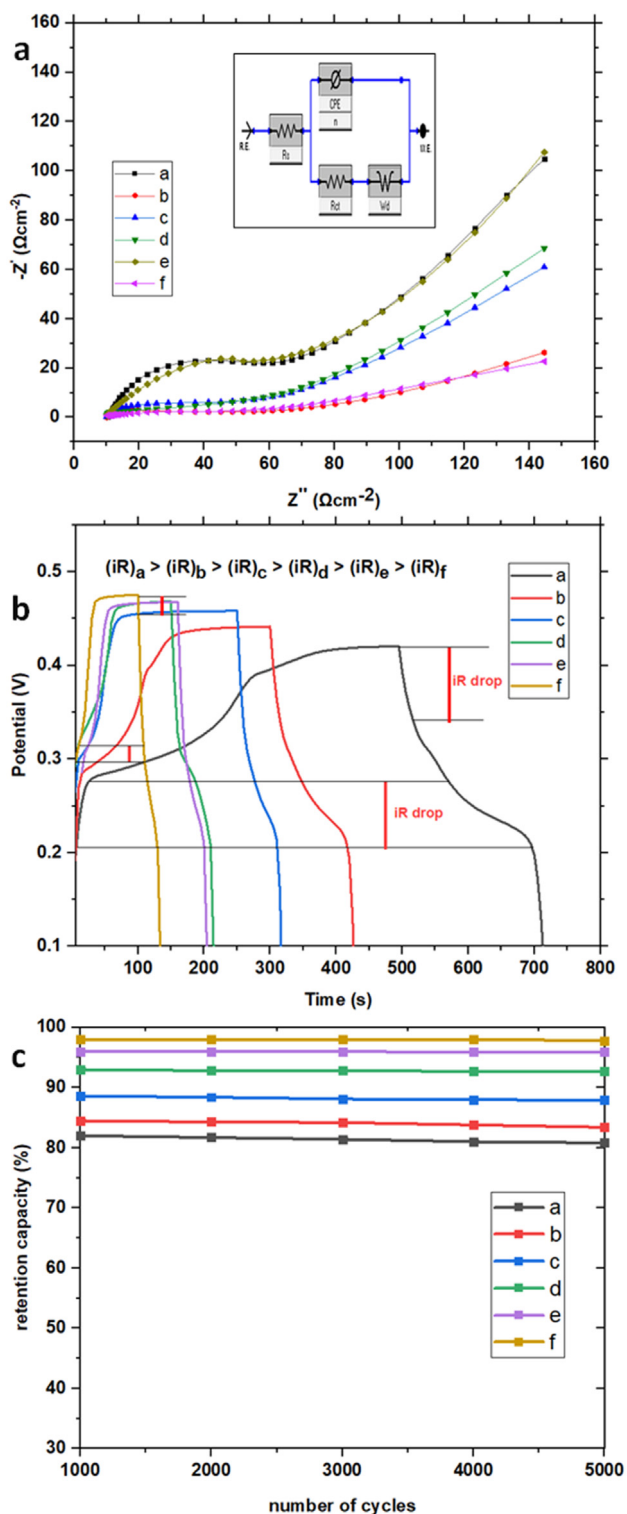 a
-Z' (Ωcm-2)
160
140
120
100
80
60
40
20
0
a
b
c
d
e
f
R.E.
Rs
CPE
n
Rct
Wd
W.E.
0 20 40 60 80 100 120 140 160
Z'' (Ωcm-2)
b
(iR)a > (iR)b > (iR)c > (iR)d > (iR)e > (iR)f
Potential (V)
0.5
0.4
0.3
0.2
0.1
a
b
c
d
e
f
iR drop
iR drop
100 200 300 400 500 600 700 800
Time (s)
c
retention capacity (%)
100
90
80
70
60
50
40
30
a
b
c
d
e
f
1000 2000 3000 4000 5000
number of cycles